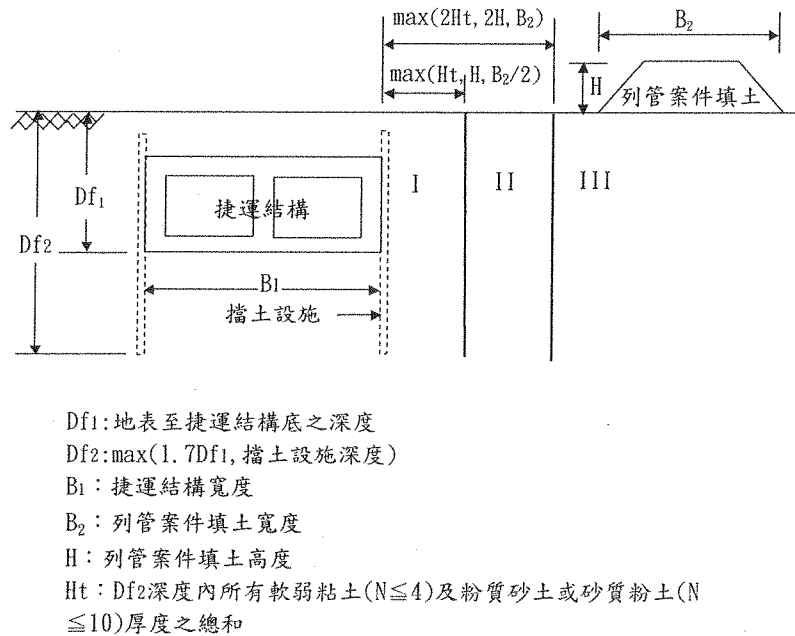 max(2Ht, 2H, B₂)
B₂
max(Ht, H, B₂/2)
H
列管案件填土
Df₁
I
II
III
捷運結構
Df2
B₁
擋土設施
Df₁:地表至捷運結構底之深度
Df₂:max(1.7Df₁,擋土設施深度)
B₁：捷運結構寬度
B₂：列管案件填土寬度
H：列管案件填土高度
Ht：Df2深度內所有軟弱粘土(N≦4)及粉質砂土或砂質粉土(N
≦10)厚度之總和